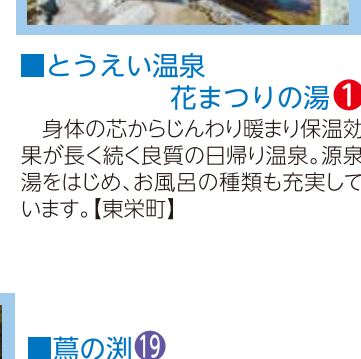 ■とうえい温泉
花まつりの湯1
身体の芯からじんわり暖まり保温効
果が長く続く良質の日帰り温泉。源泉
湯をはじめ、お風呂の種類も充実して
います。【東栄町】
■蔦の渕19